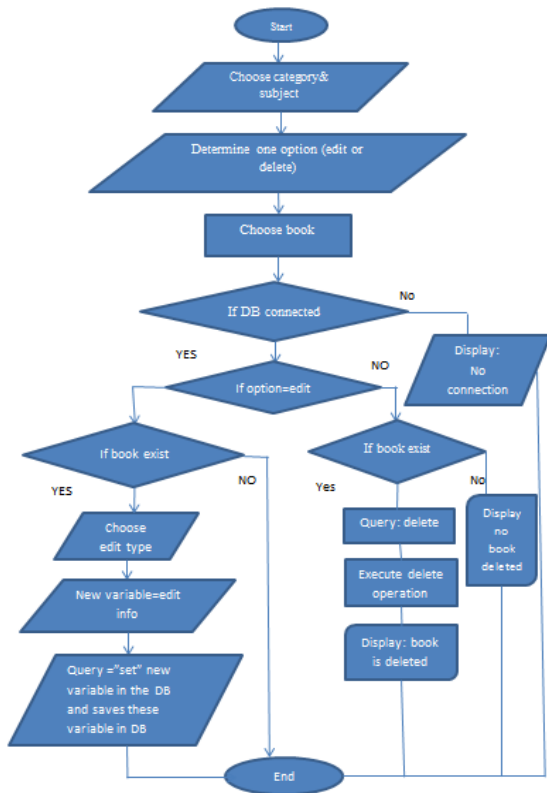 Start
Choose category&
subject
Determine one option (edit or
delete)
Choose book
If DB connected
No
YES
Display:
No
connection
If option=edit
NO
If book exist
YES
NO
If book exist
Yes
No
Choose
edit type
Query: delete
Display
no
book
deleted
New variable=edit
info
Execute delete
operation
Query ="set" new
variable in the DB
and saves these
variable in DB
Display: book
is deleted
End